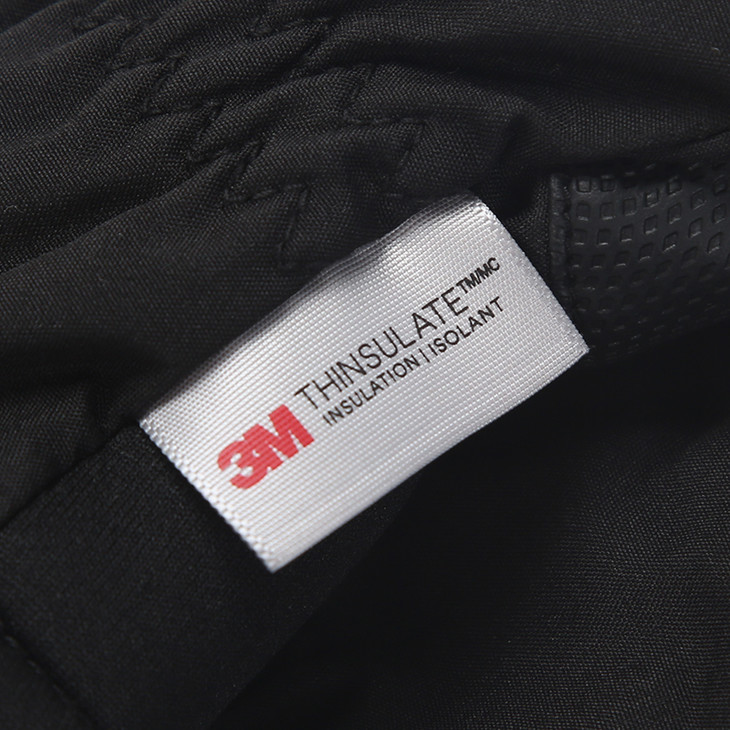 3M THINSULATE™/MC
INSULATION | ISOLANT